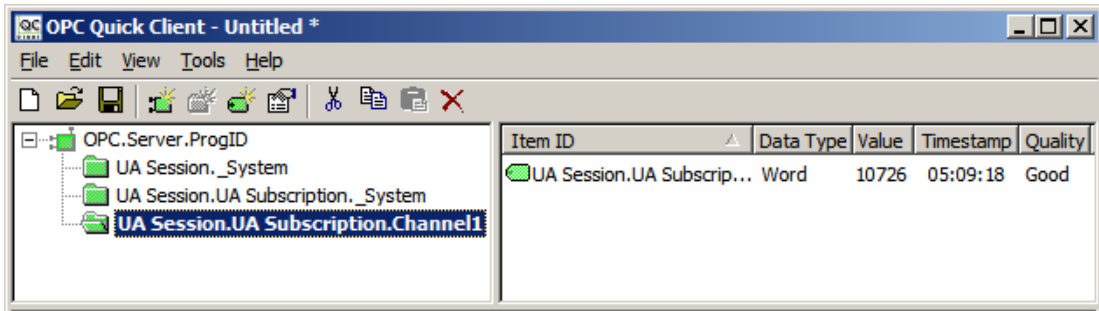 OPC Quick Client - Untitled *
File Edit View Tools Help
OPC.Server.ProgID
UA Session._System
UA Session.UA Subscription._System
UA Session.UA Subscription.Channel1
Item ID Data Type Value Timestamp Quality
UA Session.UA Subscrip... Word 10726 05:09:18 Good